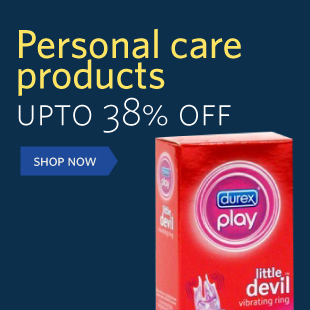 Personal care
products
UPTO 38% OFF
SHOP NOW
durex
play
little
devil
vibrating ring